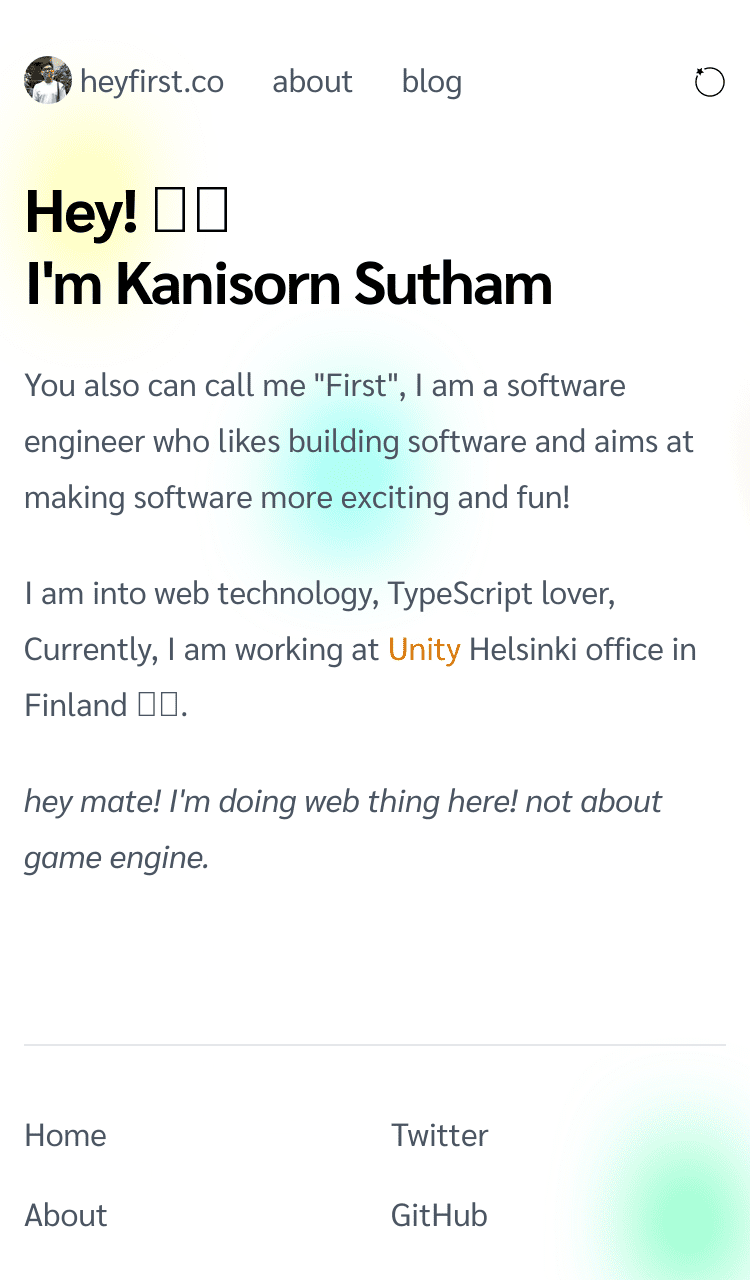 heyfirst.co about blog
Hey!
I'm Kanisorn Sutham
You also can call me "First", I am a software
engineer who likes building software and aims at
making software more exciting and fun!
I am into web technology, TypeScript lover,
Currently, I am working at Unity Helsinki office in
Finland .
hey mate! I'm doing web thing here! not about
game engine.
Home Twitter
About GitHub